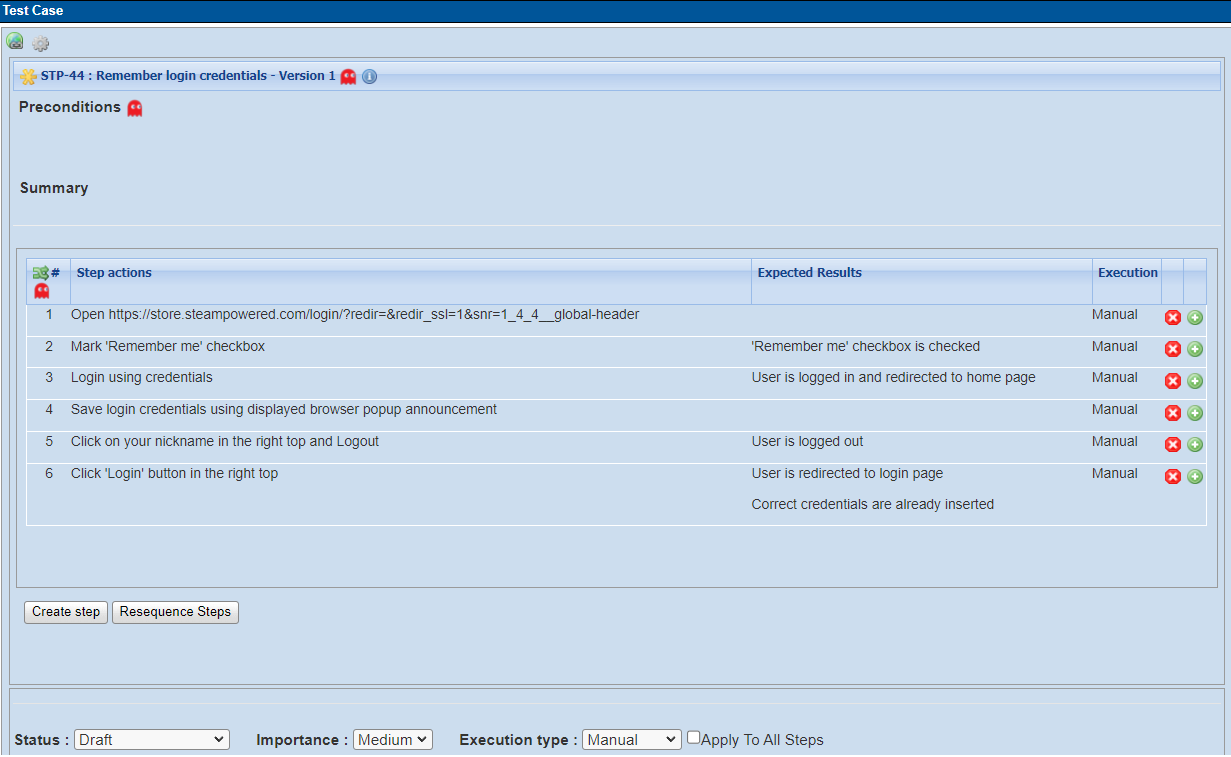 Test Case
STP-44 : Remember login credentials - Version 1
Preconditions
Summary
# Step actions Expected Results Execution
1 Open https://store.steampowered.com/login/?redir=&redir_ssl=1&snr=1_4_4__global-header Manual
2 Mark 'Remember me' checkbox 'Remember me' checkbox is checked Manual
3 Login using credentials User is logged in and redirected to home page Manual
4 Save login credentials using displayed browser popup announcement Manual
5 Click on your nickname in the right top and Logout User is logged out Manual
6 Click 'Login' button in the right top User is redirected to login page Manual
Correct credentials are already inserted
Create step Resequence Steps
Status : Draft Importance : Medium Execution type : Manual Apply To All Steps